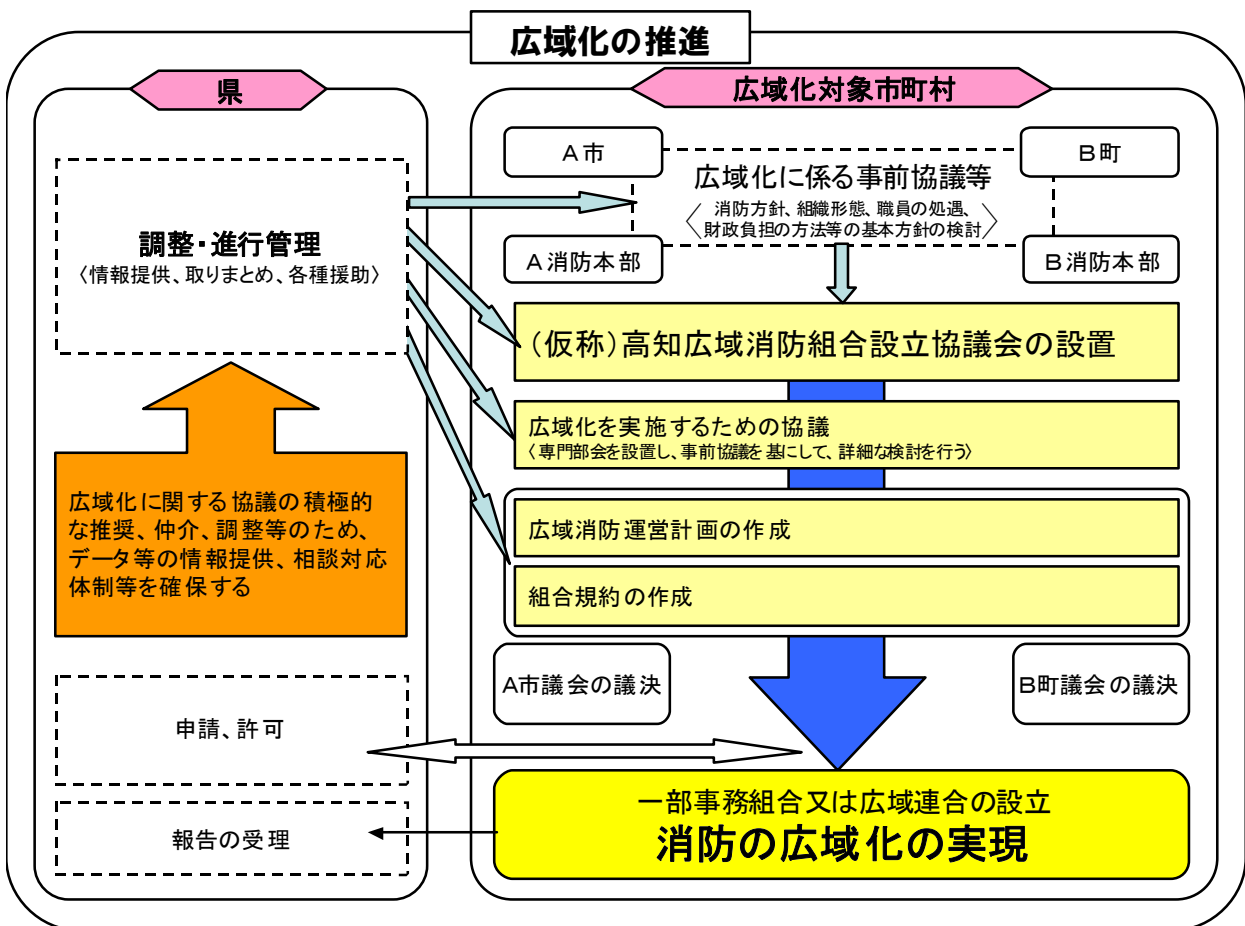 広域化の推進
県
調整・進行管理
〈情報提供、取りまとめ、各種援助〉
広域化に関する協議の積極的
な推奨、仲介、調整等のため、
データ等の情報提供、相談対応
体制等を確保する
申請、許可
報告の受理
広域化対象市町村
A市
B町
広域化に係る事前協議等
〈消防方針、組織形態、職員の処遇、
財政負担の方法等の基本方針の検討〉
A消防本部
B消防本部
（仮称）高知広域消防組合設立協議会の設置
広域化を実施するための協議
〈専門部会を設置し、事前協議を基にして、詳細な検討を行う〉
広域消防運営計画の作成
組合規約の作成
A市議会の議決
B町議会の議決
一部事務組合又は広域連合の設立
消防の広域化の実現